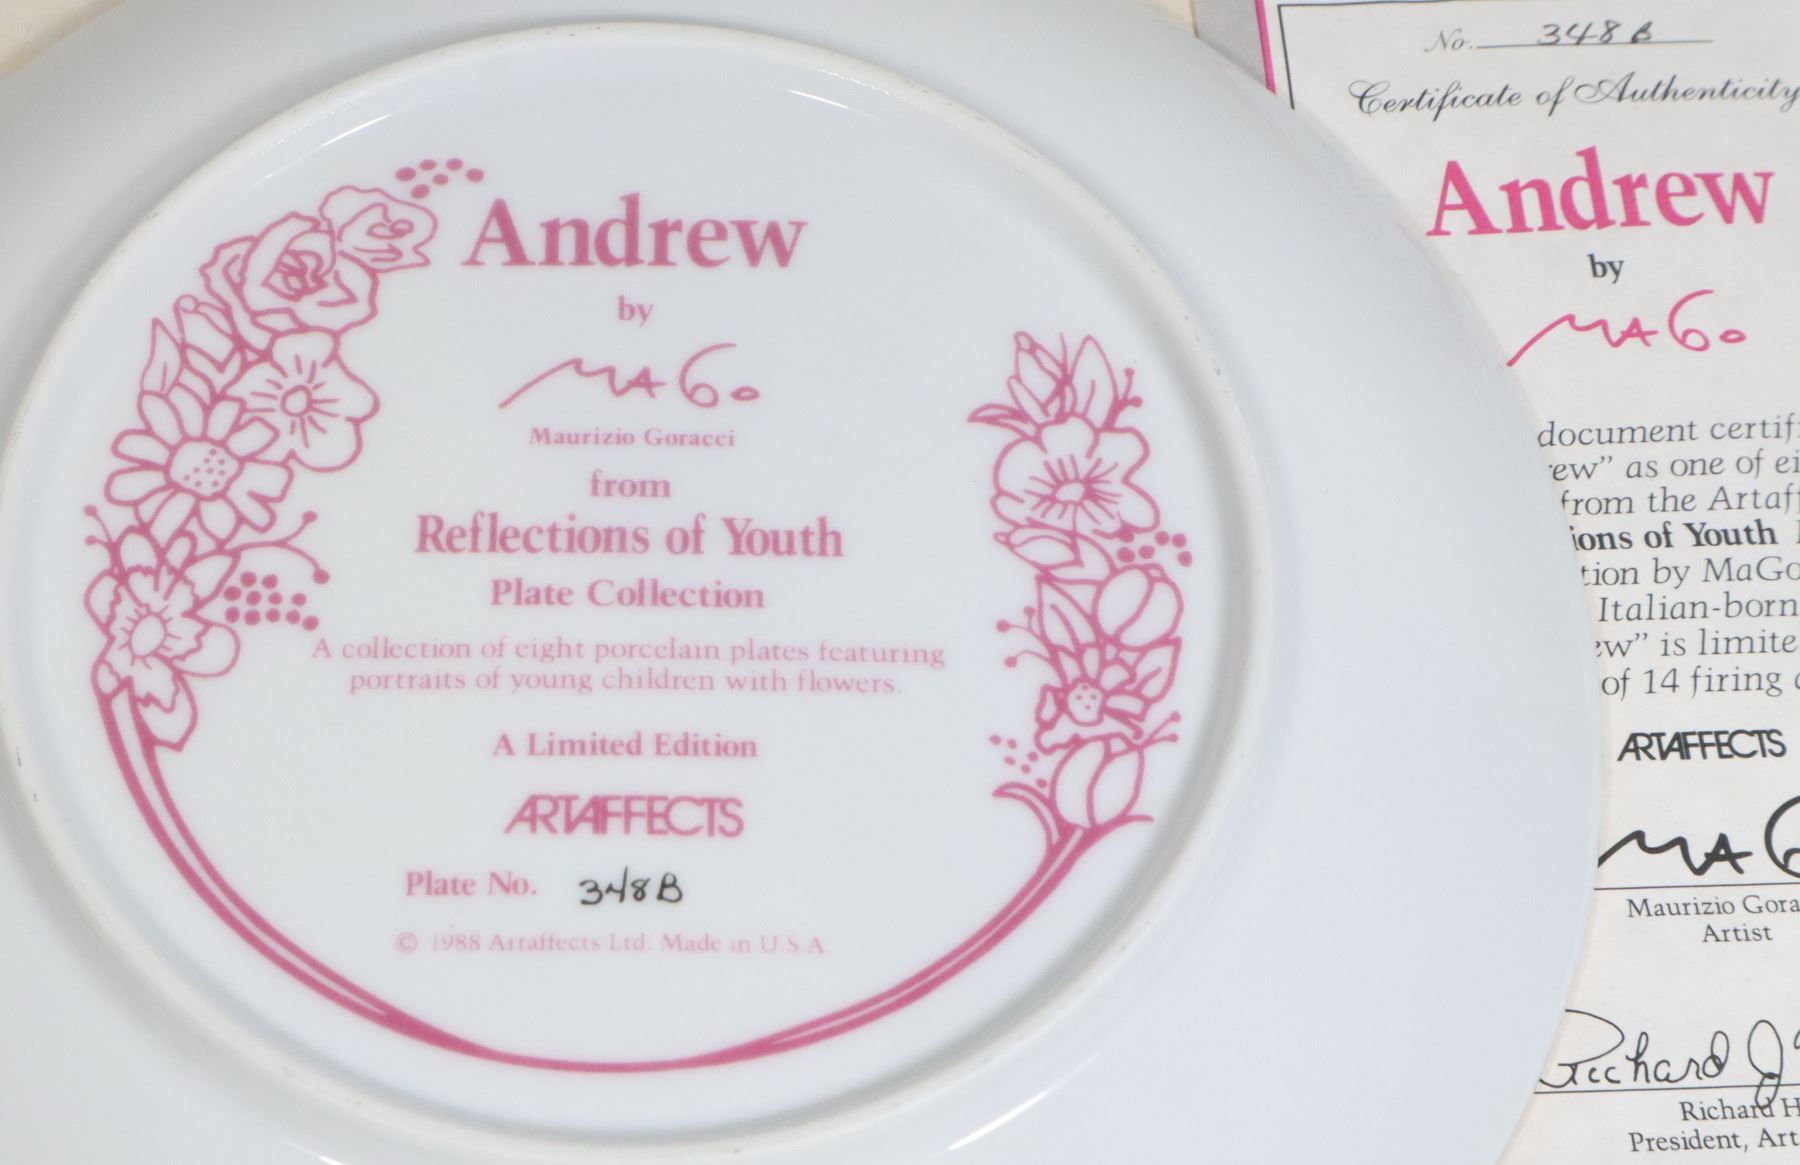 Andrew
by
MAGo
Maurizio Goracci
from
Reflections of Youth
Plate Collection
A collection of eight porcelain plates featuring
portraits of young children with flowers.
A Limited Edition
ARTAFFECTS
Plate No. 348B
© 1988 Artaffects Ltd. Made in U.S.A.
No. 348B
Certificate of Authenticity
Andrew
by
MAGo
document certif
ew” as one of ei
from the Artaff
ions of Youth
tion by MaGo
Italian-born
ew” is limite
of 14 firing
ARTAFFECTS
MAG
Maurizio Gora
Artist
Richard J
Richard H
President, Art